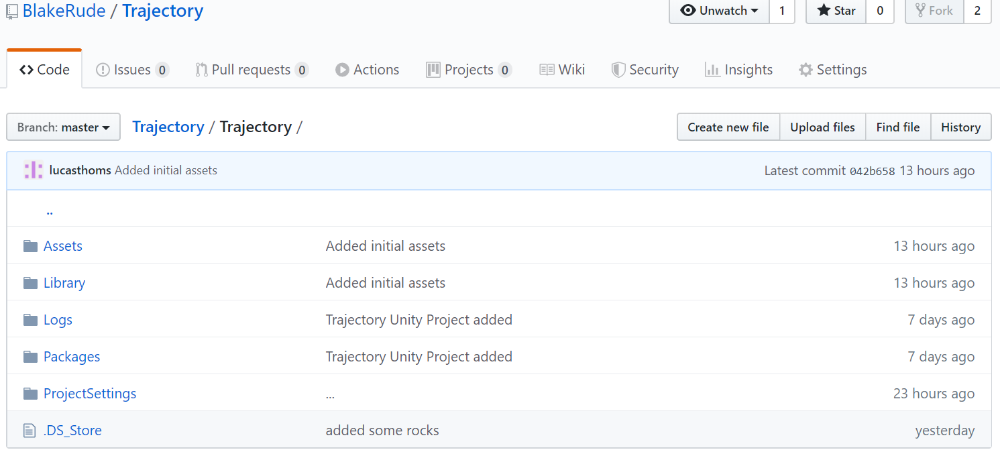 BlakeRude / Trajectory Unwatch 1 Star 0 Fork 2
Code Issues 0 Pull requests 0 Actions Projects 0 Wiki Security Insights Settings
Branch: master Trajectory / Trajectory / Create new file Upload files Find file History
lucasthoms Added initial assets Latest commit 042b658 13 hours ago
..
Assets Added initial assets 13 hours ago
Library Added initial assets 13 hours ago
Logs Trajectory Unity Project added 7 days ago
Packages Trajectory Unity Project added 7 days ago
ProjectSettings ... 23 hours ago
.DS_Store added some rocks yesterday